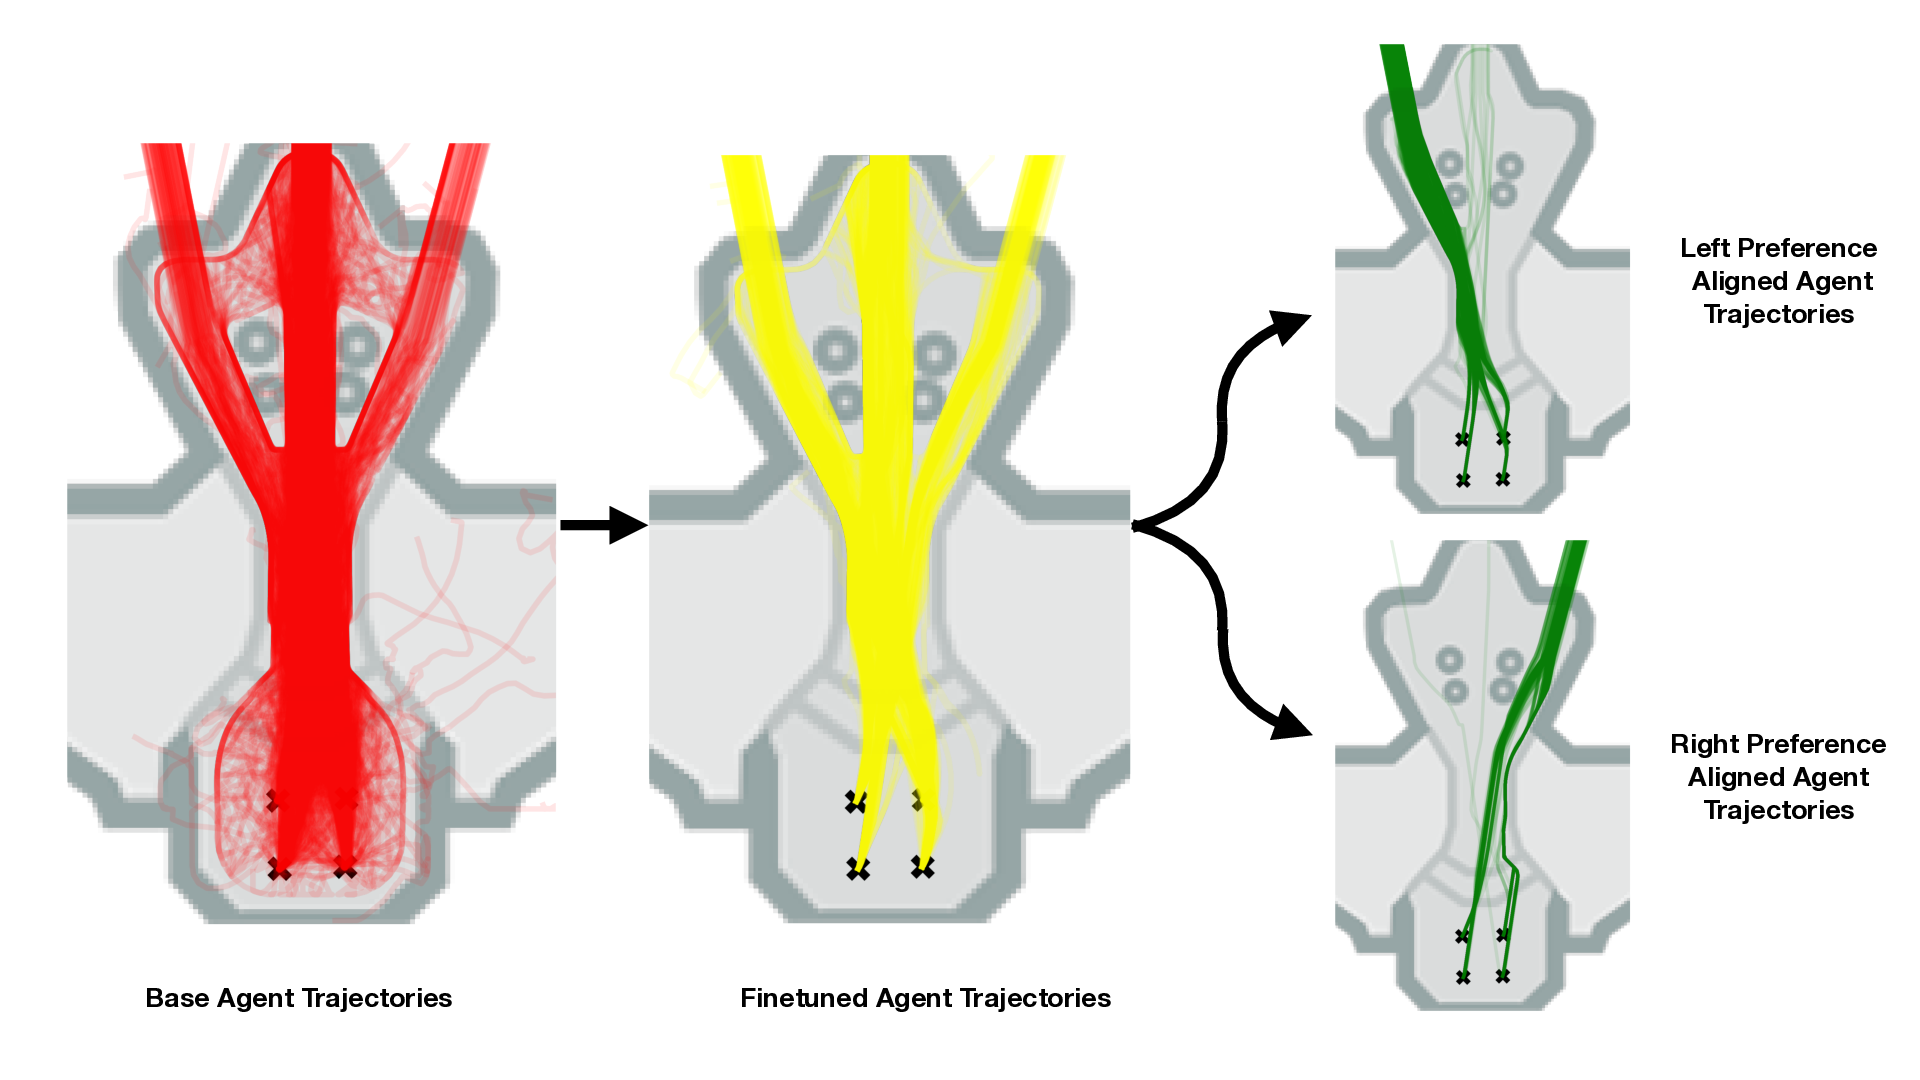 Base Agent Trajectories
Finetuned Agent Trajectories
Left Preference
Aligned Agent
Trajectories
Right Preference
Aligned Agent
Trajectories